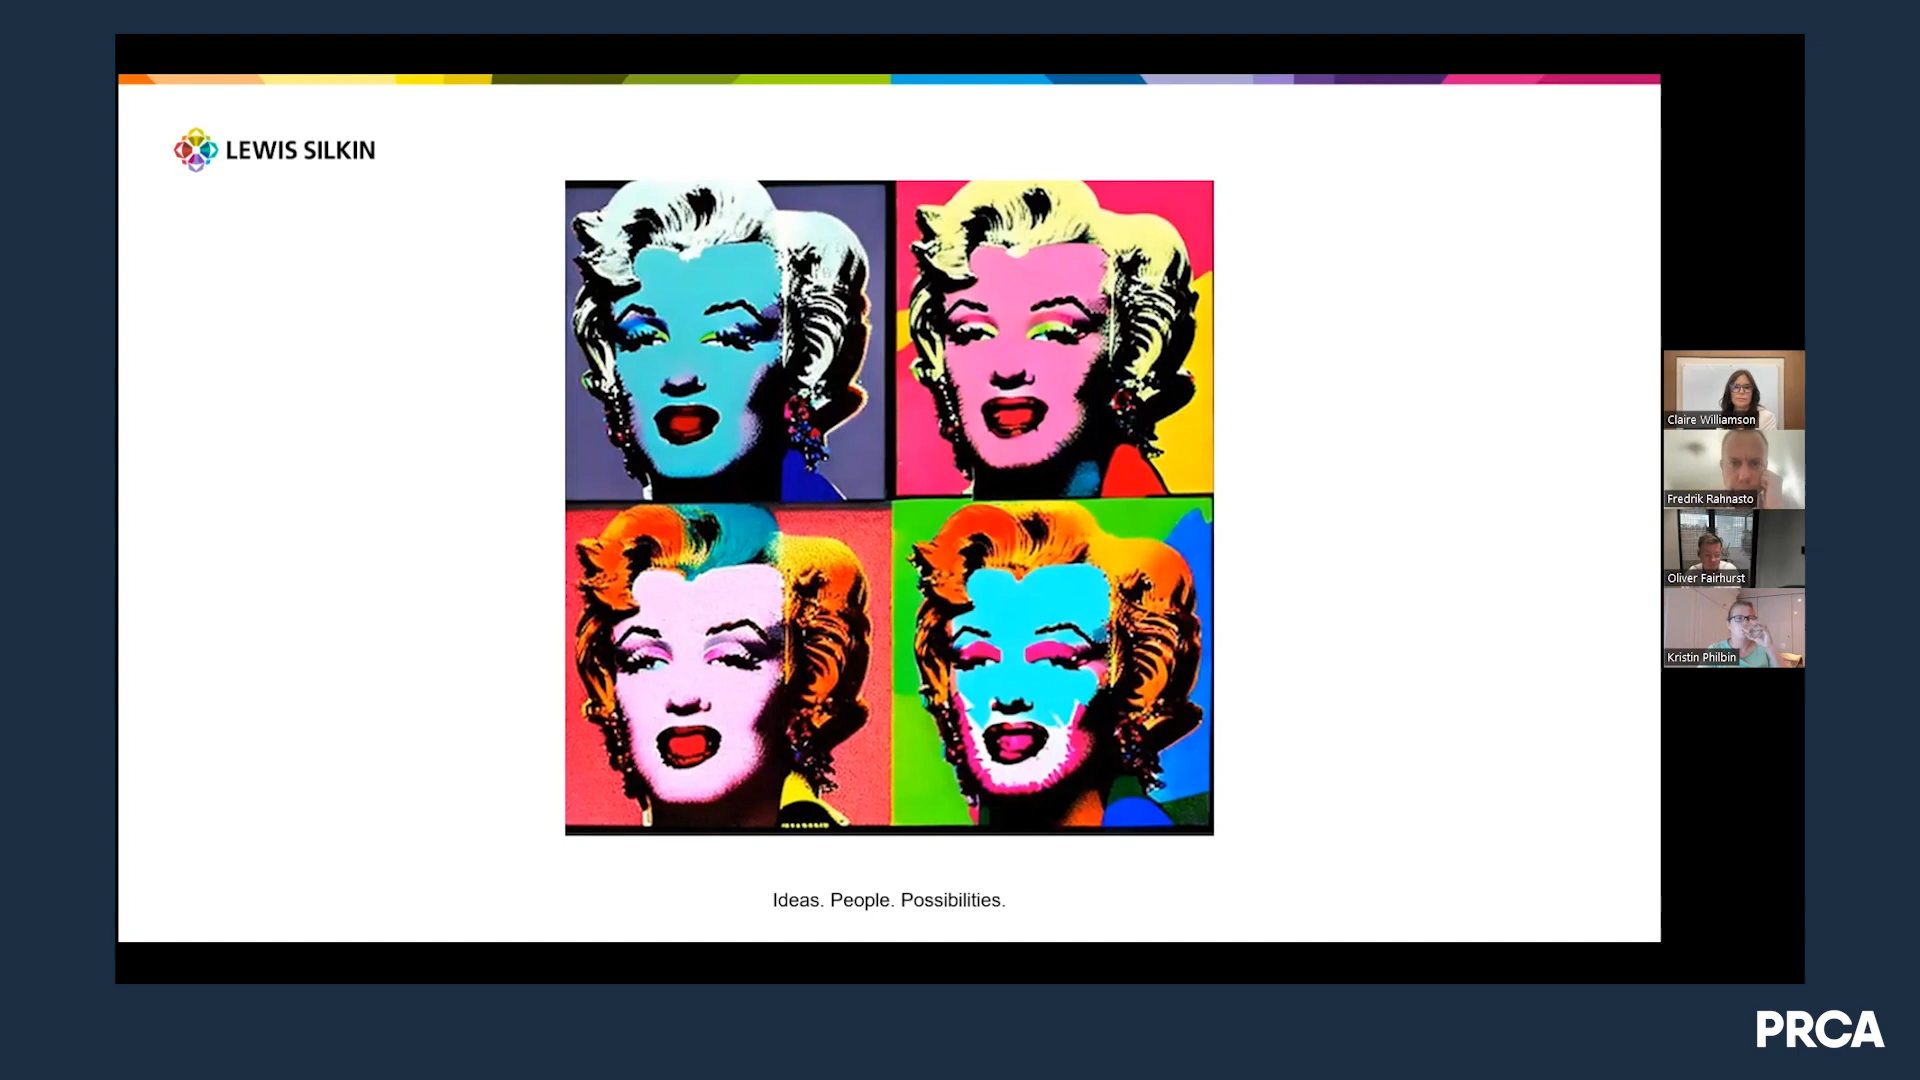 LEWIS SILKIN
Claire Williamson
Fredrik Rahnasto
Oliver Fairhurst
Kristin Philbin
Ideas. People. Possibilities.
PRCA